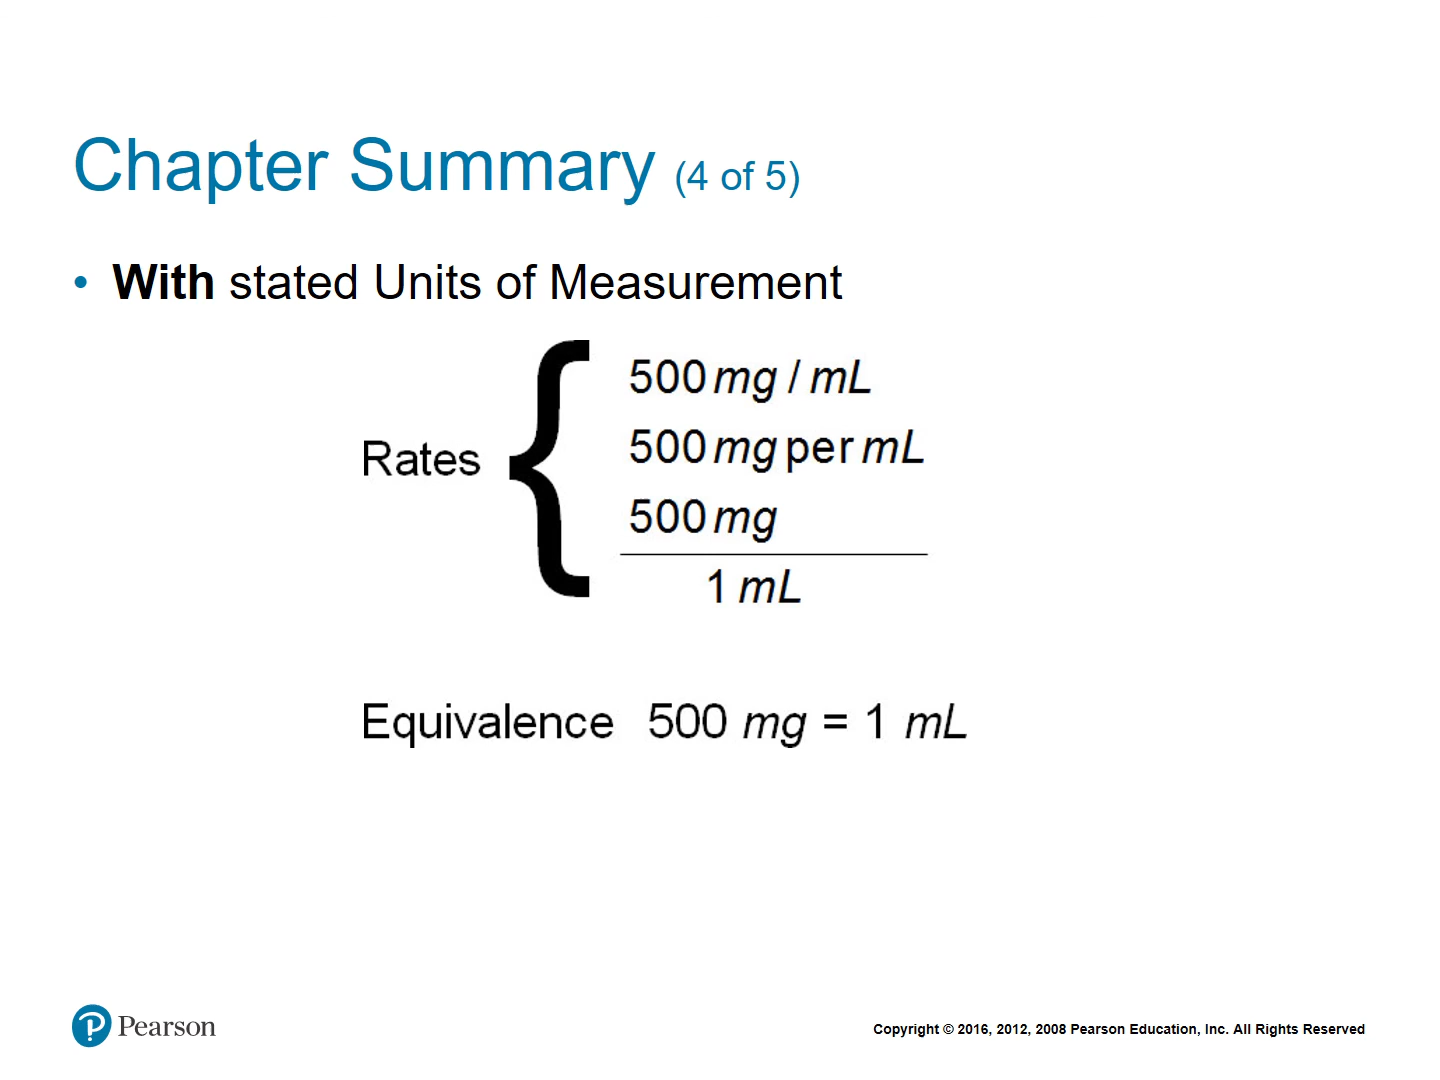 Chapter Summary (4 of 5)
• With stated Units of Measurement
500 mg / mL
500 mg per mL
Rates {
500 mg
1 mL
Equivalence 500 mg = 1 mL
Pearson
Copyright © 2016, 2012, 2008 Pearson Education, Inc. All Rights Reserved